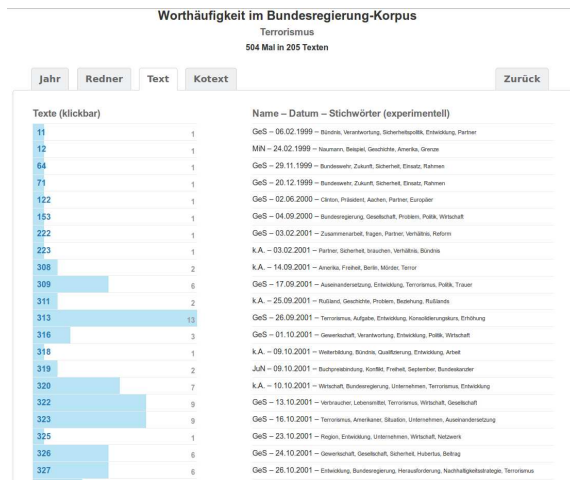 Worthäufigkeit im Bundesregierung-Korpus
Terrorismus
504 Mal in 205 Texten
Jahr Redner Text Kotext Zurück
Texte (klickbar) Name – Datum – Stichwörter (experimentell)
11 1 GeS – 06.02.1999 – Bündnis, Verantwortung, Sicherheitspolitik, Entwicklung, Partner
12 1 MiN – 24.02.1999 – Naumann, Beispiel, Geschichte, Amerika, Grenze
64 1 GeS – 29.11.1999 – Bundeswehr, Zukunft, Sicherheit, Einsatz, Rahmen
71 1 GeS – 20.12.1999 – Bundeswehr, Zukunft, Sicherheit, Einsatz, Rahmen
122 1 GeS – 02.06.2000 – Clinton, Präsident, Aachen, Partner, Europäer
153 1 GeS – 04.09.2000 – Bundesregierung, Gesellschaft, Problem, Politik, Wirtschaft
222 1 GeS – 03.02.2001 – Zusammenarbeit, fragen, Partner, Verhältnis, Reform
223 1 k.A. – 03.02.2001 – Partner, Sicherheit, brauchen, Verhältnis, Bündnis
308 2 k.A. – 14.09.2001 – Amerika, Freiheit, Berlin, Mörder, Terror
309 6 GeS – 17.09.2001 – Auseinandersetzung, Entwicklung, Terrorismus, Politik, Trauer
311 2 k.A. – 25.09.2001 – Rußland, Geschichte, Problem, Beziehung, Rußlands
313 13 GeS – 26.09.2001 – Terrorismus, Aufgabe, Entwicklung, Konsolidierungskurs, Erhöhung
316 3 GeS – 01.10.2001 – Gewerkschaft, Verantwortung, Entwicklung, Politik, Wirtschaft
318 1 k.A. – 09.10.2001 – Weiterbildung, Bündnis, Qualifizierung, Entwicklung, Arbeit
319 2 JuN – 09.10.2001 – Buchpreisbindung, Konflikt, Freiheit, September, Bundeskanzler
320 7 k.A. – 10.10.2001 – Wirtschaft, Bundesregierung, Unternehmen, Terrorismus, Entwicklung
322 9 GeS – 13.10.2001 – Verbraucher, Lebensmittel, Terrorismus, Wirtschaft, Gesellschaft
323 9 GeS – 16.10.2001 – Terrorismus, Amerikaner, Situation, Unternehmen, Auseinandersetzung
325 1 GeS – 23.10.2001 – Region, Entwicklung, Unternehmen, Wirtschaft, Netzwerk
326 6 GeS – 24.10.2001 – Gewerkschaft, Gesellschaft, Sicherheit, Hubertus, Beitrag
327 6 GeS – 26.10.2001 – Entwicklung, Bundesregierung, Herausforderung, Nachhaltigkeitsstrategie, Terrorismus